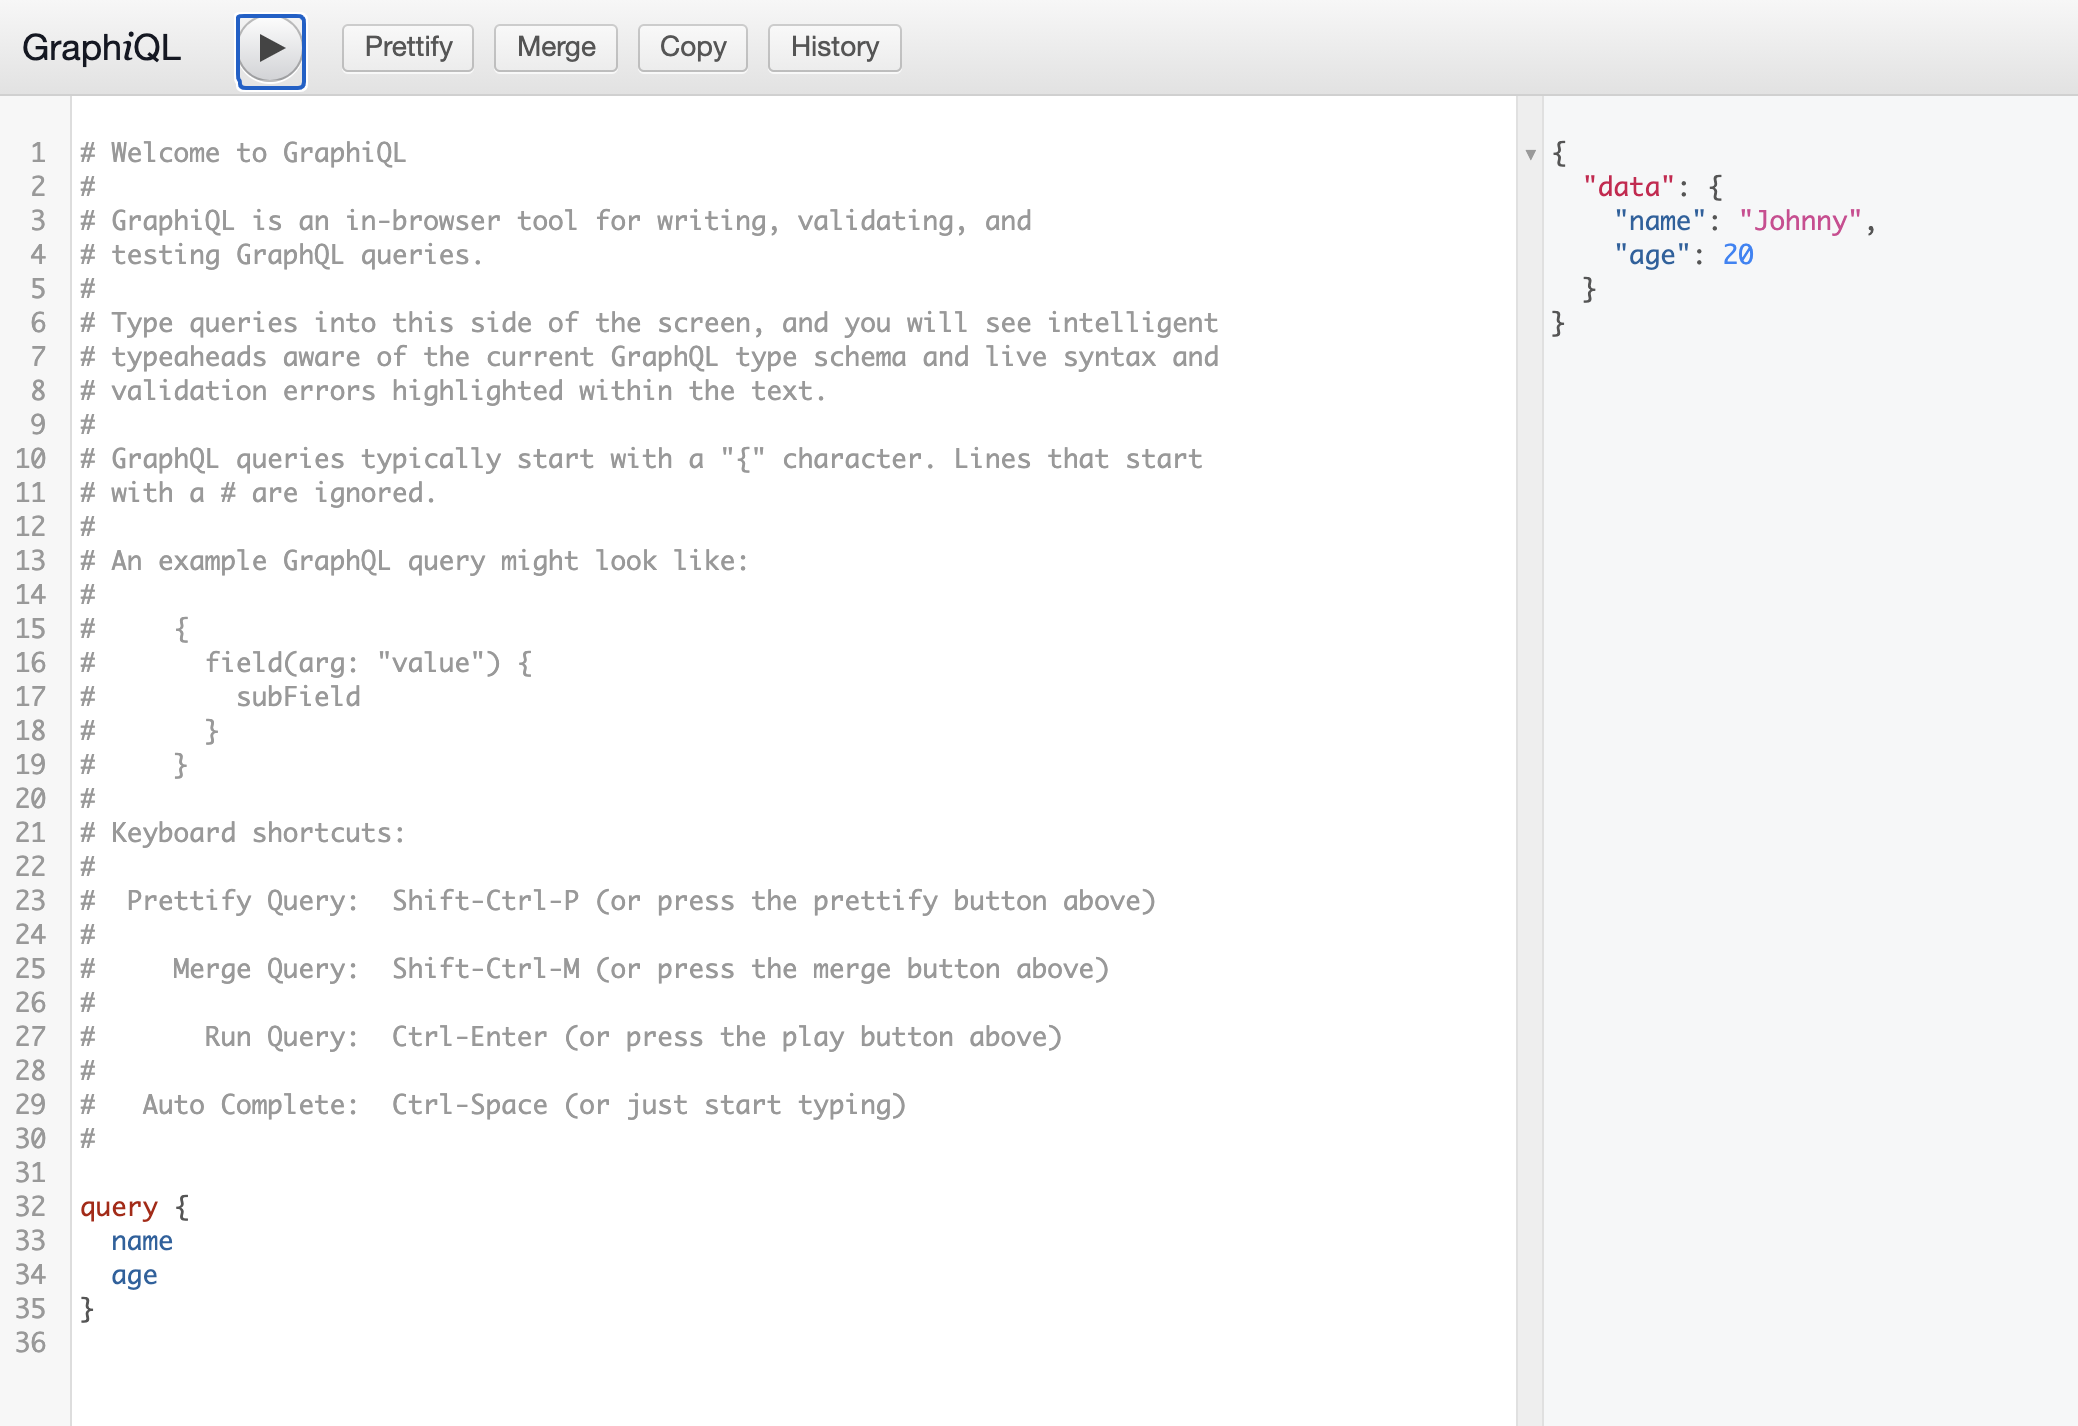 GraphiQL Prettify Merge Copy History
1 # Welcome to GraphiQL
2 #
3 # GraphiQL is an in-browser tool for writing, validating, and
4 # testing GraphQL queries.
5 #
6 # Type queries into this side of the screen, and you will see intelligent
7 # typeaheads aware of the current GraphQL type schema and live syntax and
8 # validation errors highlighted within the text.
9 #
10 # GraphQL queries typically start with a "{" character. Lines that start
11 # with a # are ignored.
12 #
13 # An example GraphQL query might look like:
14 #
15 #     {
16 #       field(arg: "value") {
17 #         subField
18 #       }
19 #     }
20 #
21 # Keyboard shortcuts:
22 #
23 #  Prettify Query:  Shift-Ctrl-P (or press the prettify button above)
24 #
25 #     Merge Query:  Shift-Ctrl-M (or press the merge button above)
26 #
27 #       Run Query:  Ctrl-Enter (or press the play button above)
28 #
29 #   Auto Complete:  Ctrl-Space (or just start typing)
30 #
31
32 query {
33   name
34   age
35 }
36
{
  "data": {
    "name": "Johnny",
    "age": 20
  }
}